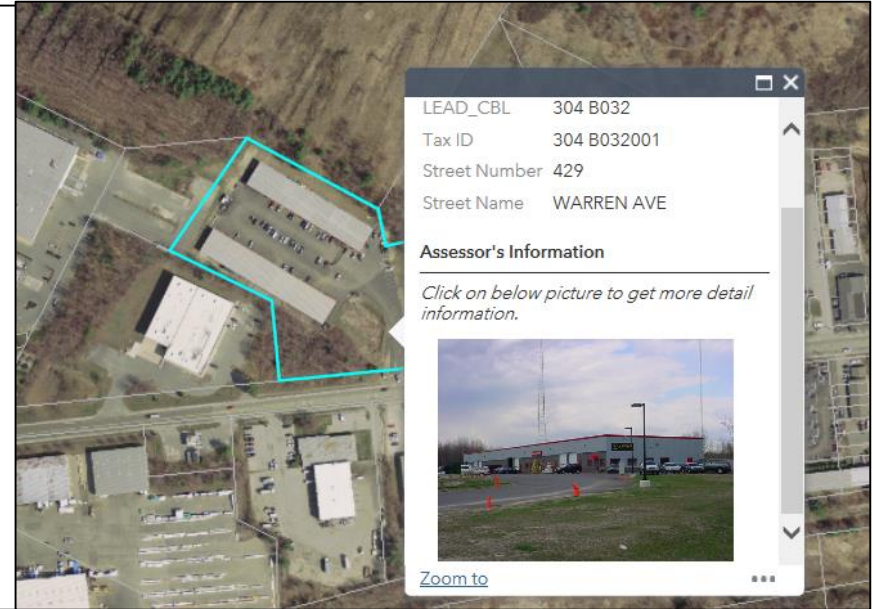 LEAD_CBL 304 B032
Tax ID 304 B032001
Street Number 429
Street Name WARREN AVE
Assessor's Information
Click on below picture to get more detail
information.
Zoom to